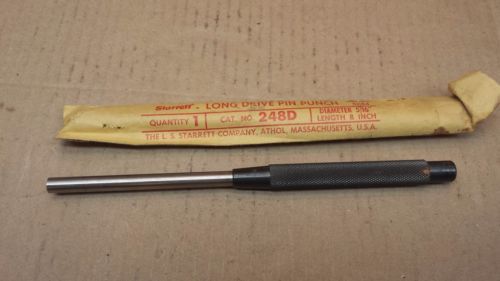 Starrett LONG DRIVE PIN PUNCH
QUANTITY 1 CAT NO. 248D DIAMETER 5/16" LENGTH 8 INCH
THE L. S. STARRETT COMPANY, ATHOL, MASSACHUSETTS, U.S.A.